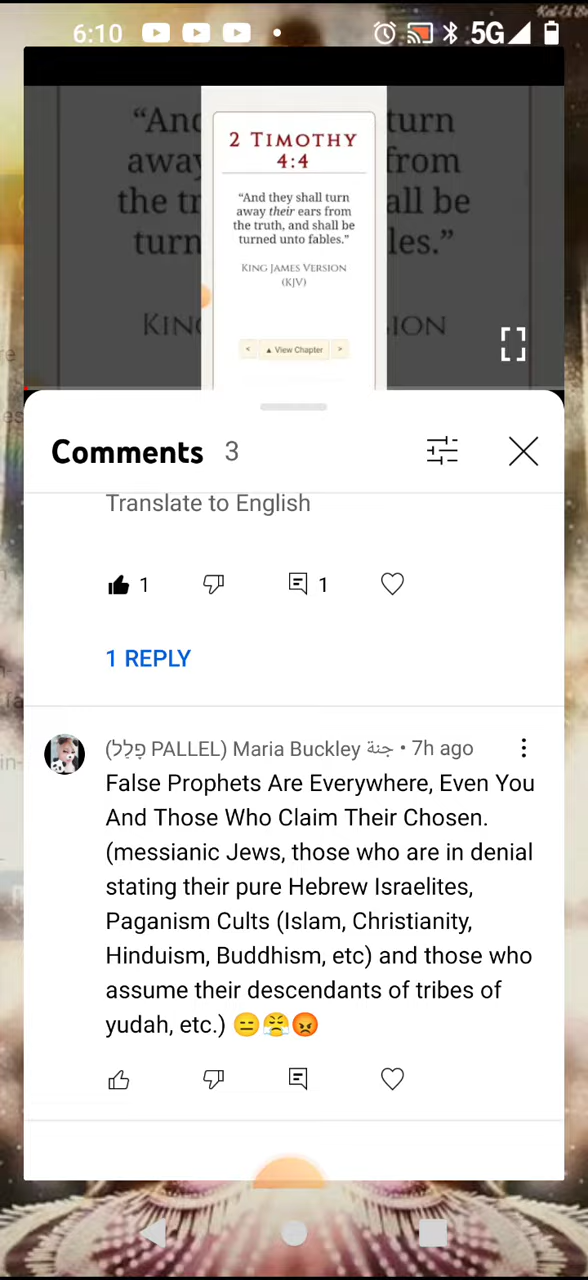 6:10
5G
“And
turn
away
from
the tr
all be
turn
les.”
KING
SION
2 TIMOTHY
4:4
“And they shall turn
away their ears from
the truth, and shall be
turned unto fables.”
KING JAMES VERSION
(KJV)
< ▲ View Chapter >
Comments 3
Translate to English
1 1
1 REPLY
(פָּלַל PALLEL) Maria Buckley جنة • 7h ago
False Prophets Are Everywhere, Even You
And Those Who Claim Their Chosen.
(messianic Jews, those who are in denial
stating their pure Hebrew Israelites,
Paganism Cults (Islam, Christianity,
Hinduism, Buddhism, etc) and those who
assume their descendants of tribes of
yudah, etc.) 😑😤😡